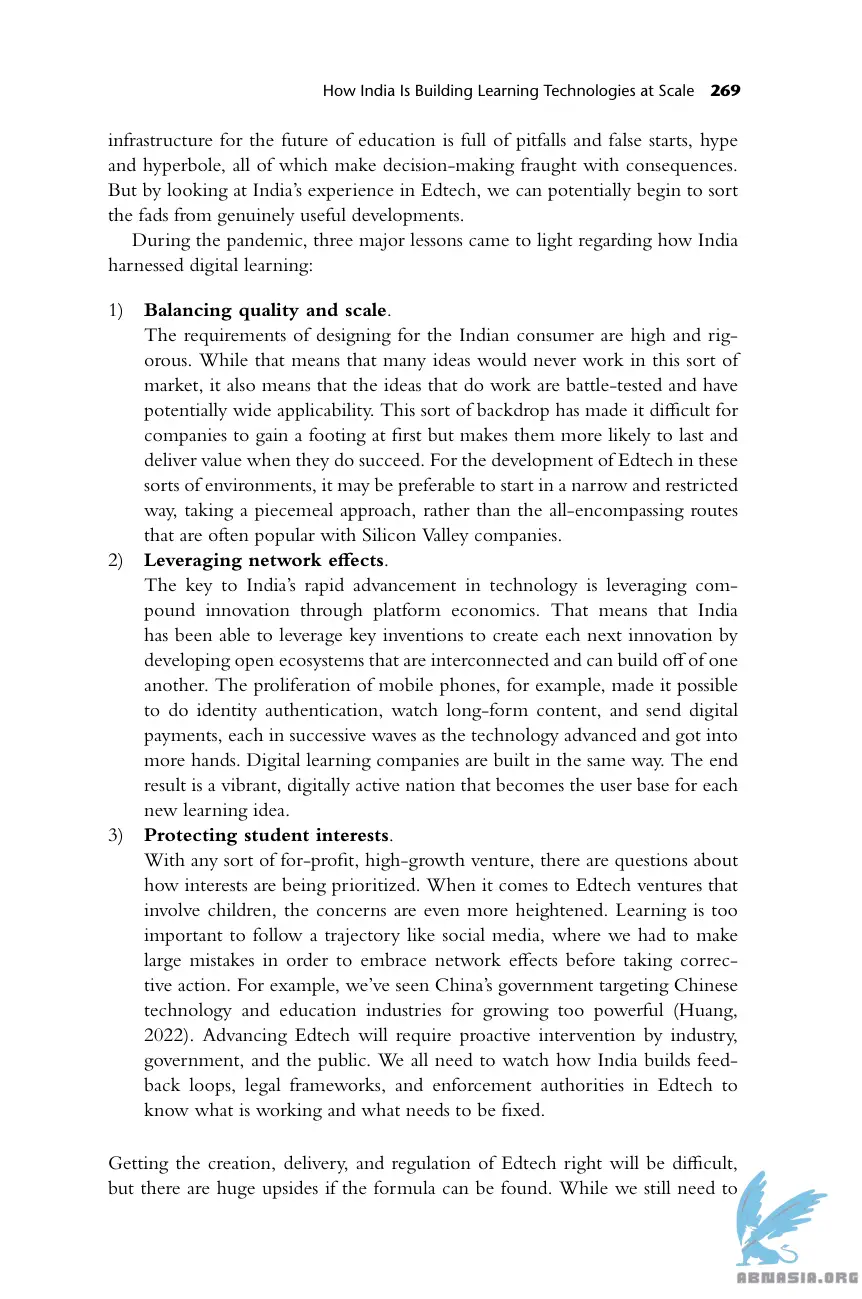 How India Is Building Learning Technologies at Scale 269
infrastructure for the future of education is full of pitfalls and false starts, hype
and hyperbole, all of which make decision-making fraught with consequences.
But by looking at India’s experience in Edtech, we can potentially begin to sort
the fads from genuinely useful developments.
During the pandemic, three major lessons came to light regarding how India
harnessed digital learning:
1) Balancing quality and scale.
The requirements of designing for the Indian consumer are high and rig-
orous. While that means that many ideas would never work in this sort of
market, it also means that the ideas that do work are battle-tested and have
potentially wide applicability. This sort of backdrop has made it difficult for
companies to gain a footing at first but makes them more likely to last and
deliver value when they do succeed. For the development of Edtech in these
sorts of environments, it may be preferable to start in a narrow and restricted
way, taking a piecemeal approach, rather than the all-encompassing routes
that are often popular with Silicon Valley companies.
2) Leveraging network effects.
The key to India’s rapid advancement in technology is leveraging com-
pound innovation through platform economics. That means that India
has been able to leverage key inventions to create each next innovation by
developing open ecosystems that are interconnected and can build off of one
another. The proliferation of mobile phones, for example, made it possible
to do identity authentication, watch long-form content, and send digital
payments, each in successive waves as the technology advanced and got into
more hands. Digital learning companies are built in the same way. The end
result is a vibrant, digitally active nation that becomes the user base for each
new learning idea.
3) Protecting student interests.
With any sort of for-profit, high-growth venture, there are questions about
how interests are being prioritized. When it comes to Edtech ventures that
involve children, the concerns are even more heightened. Learning is too
important to follow a trajectory like social media, where we had to make
large mistakes in order to embrace network effects before taking correc-
tive action. For example, we’ve seen China’s government targeting Chinese
technology and education industries for growing too powerful (Huang,
2022). Advancing Edtech will require proactive intervention by industry,
government, and the public. We all need to watch how India builds feed-
back loops, legal frameworks, and enforcement authorities in Edtech to
know what is working and what needs to be fixed.
Getting the creation, delivery, and regulation of Edtech right will be difficult,
but there are huge upsides if the formula can be found. While we still need to
ABNASIA.ORG